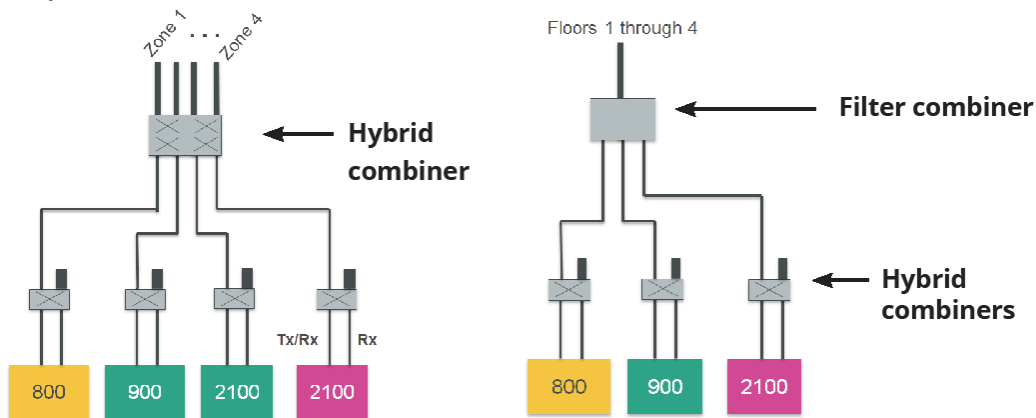 Zone 1 ... Zone 4
Hybrid
combiner
Tx/Rx
Rx
800
900
2100
2100
Floors 1 through 4
Filter combiner
Hybrid
combiners
800
900
2100